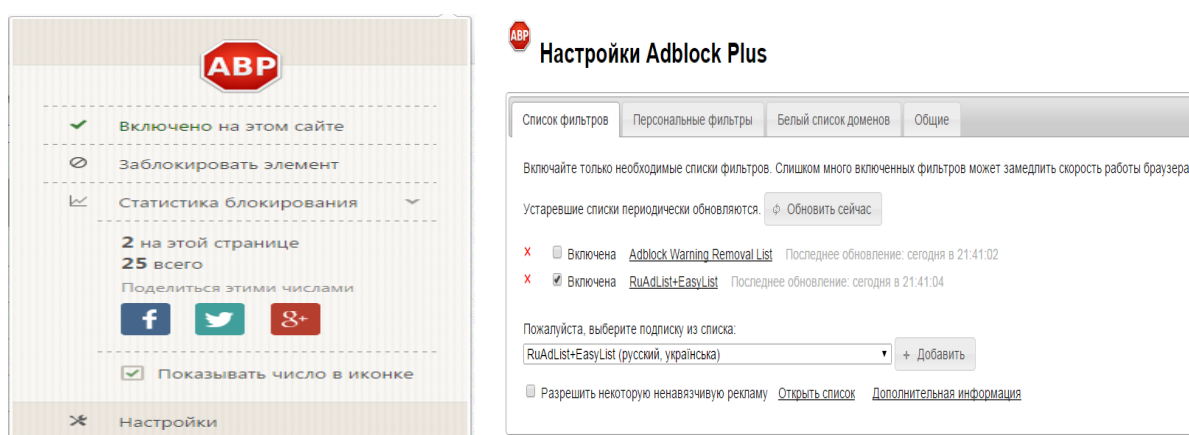 ABP
Включено на этом сайте
Заблокировать элемент
Статистика блокирования
2 на этой странице
25 всего
Поделиться этими числами
f
8+
Показывать число в иконке
Настройки
ABP
Настройки Adblock Plus
Список фильтров Персональные фильтры Белый список доменов Общие
Включайте только необходимые списки фильтров. Слишком много включенных фильтров может замедлить скорость работы браузера
Устаревшие списки периодически обновляются. Обновить сейчас
X Включена Adblock Warning Removal List Последнее обновление: сегодня в 21:41:02
X Включена RuAdList+EasyList Последнее обновление: сегодня в 21:41:04
Пожалуйста, выберите подписку из списка:
RuAdList+EasyList (русский, українська) + Добавить
Разрешить некоторую ненавязчивую рекламу Открыть список Дополнительная информация